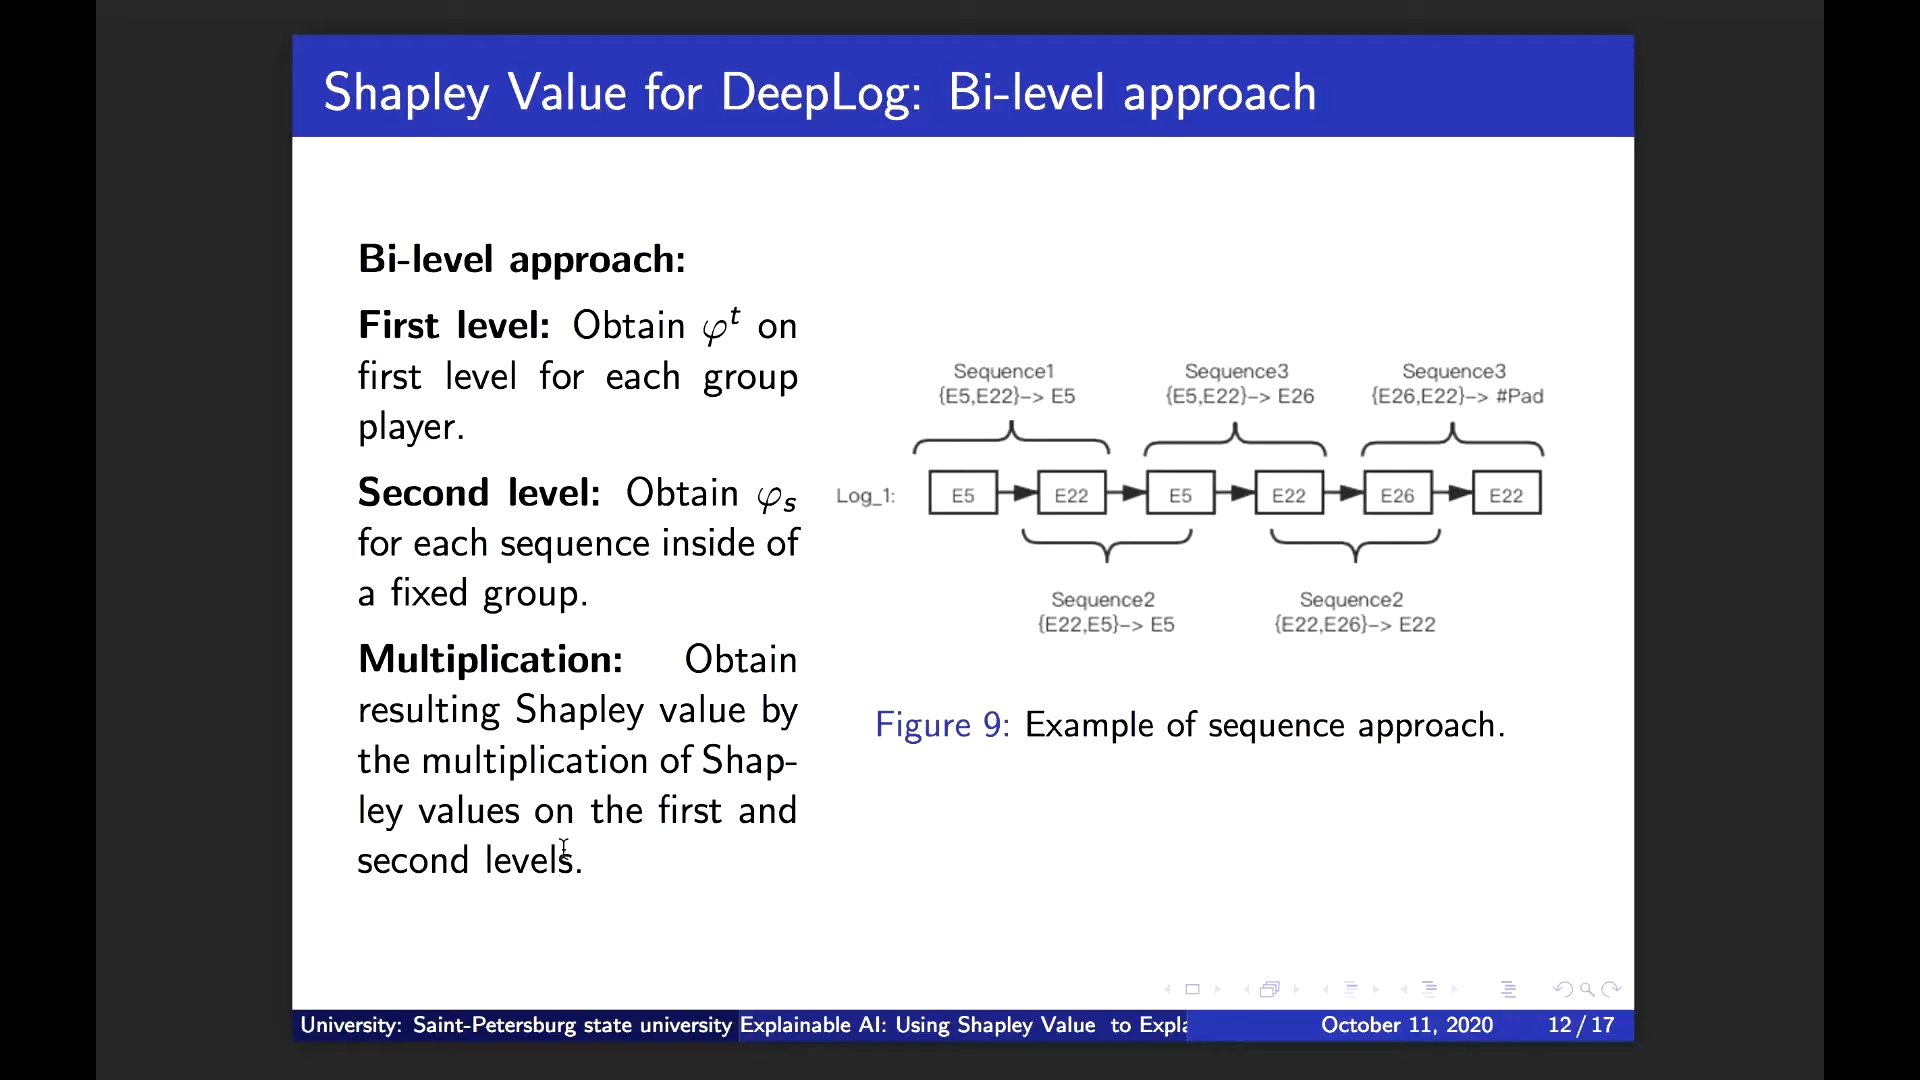 Shapley Value for DeepLog: Bi-level approach
Bi-level approach:
First level: Obtain φᵗ on
first level for each group
player.
Second level: Obtain φₛ
for each sequence inside of
a fixed group.
Multiplication: Obtain
resulting Shapley value by
the multiplication of Shap-
ley values on the first and
second levels.
Sequence1
{E5,E22}–> E5
Sequence3
{E5,E22}–> E26
Sequence3
{E26,E22}–> #Pad
Log_1:
E5
E22
E5
E22
E26
E22
Sequence2
{E22,E5}–> E5
Sequence2
{E22,E26}–> E22
Figure 9: Example of sequence approach.
University: Saint-Petersburg state university
Explainable AI: Using Shapley Value to Expla
October 11, 2020
12 / 17